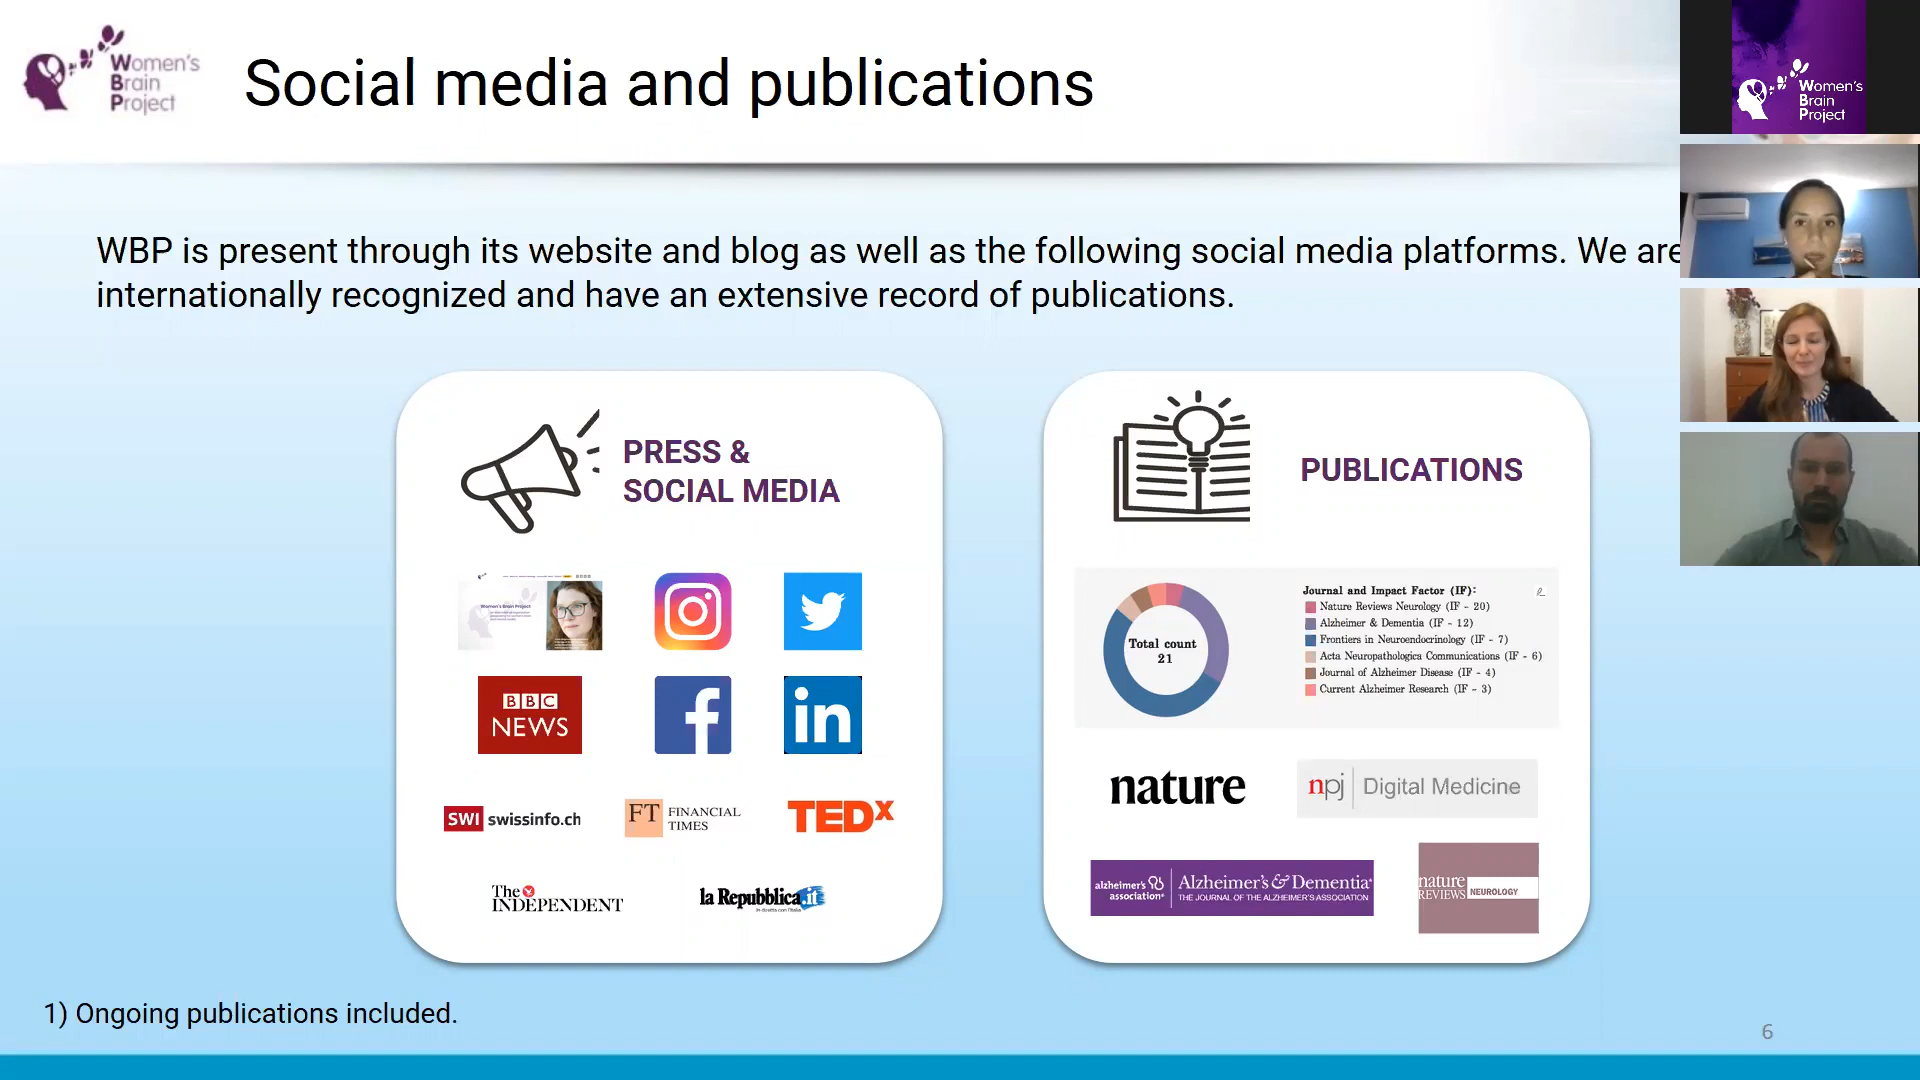 Women's
Brain
Project
Social media and publications
Women's
Brain
Project
WBP is present through its website and blog as well as the following social media platforms. We are
internationally recognized and have an extensive record of publications.
PRESS &
SOCIAL MEDIA
Women's Brain Project
BBC
NEWS
SWI swissinfo.ch
FT FINANCIAL
TIMES
TEDx
The
INDEPENDENT
la Repubblica.it
PUBLICATIONS
Total count
21
Journal and Impact Factor (IF):
Nature Reviews Neurology (IF - 20)
Alzheimer & Dementia (IF - 12)
Frontiers in Neuroendocrinology (IF - 7)
Acta Neuropathologica Communications (IF - 6)
Journal of Alzheimer Disease (IF - 4)
Current Alzheimer Research (IF - 3)
nature
npj Digital Medicine
alzheimer's
association®
Alzheimer's & Dementia®
THE JOURNAL OF THE ALZHEIMER'S ASSOCIATION
nature
REVIEWS NEUROLOGY
1) Ongoing publications included.
6